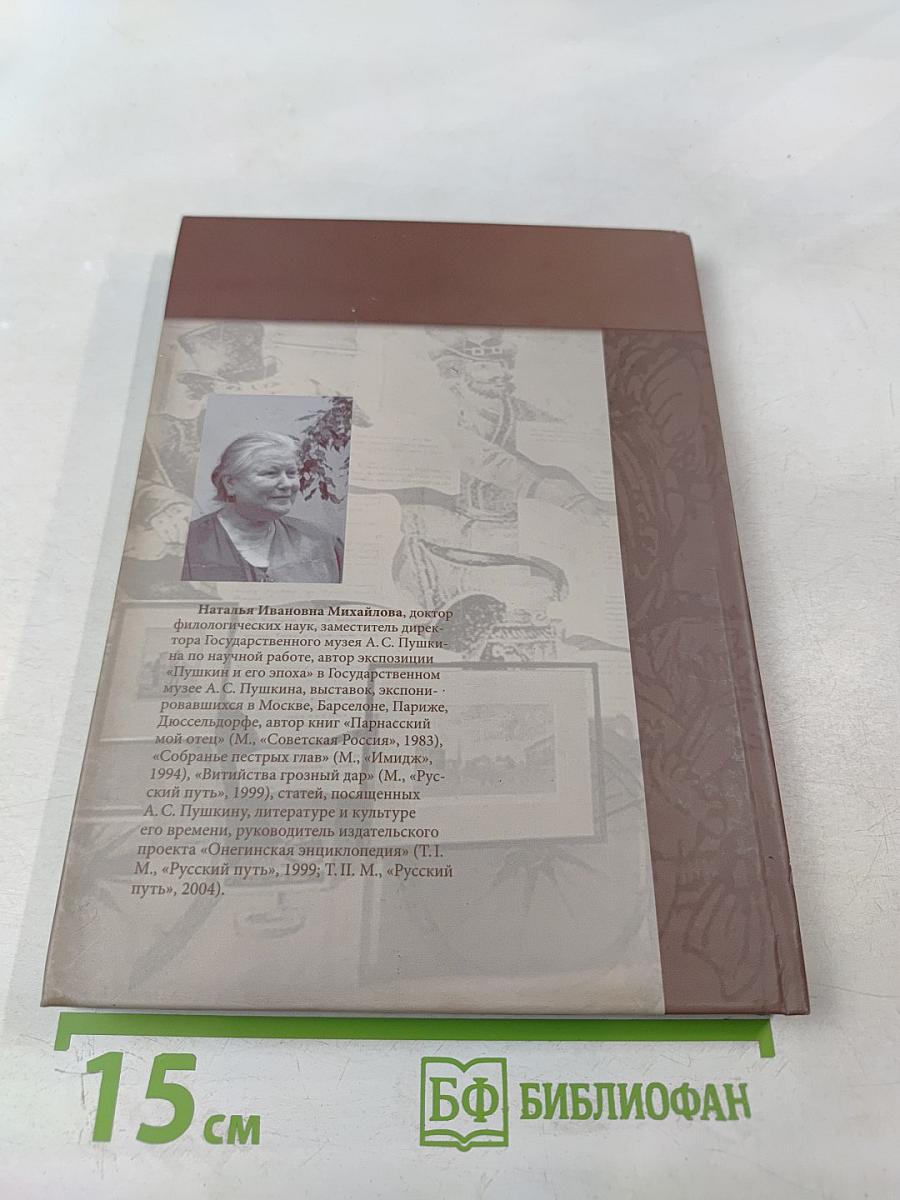 Наталья Ивановна Михайлова, доктор
филологических наук, заместитель дирек-
тора Государственного музея А. С. Пушки-
на по научной работе, автор экспозиции
«Пушкин и его эпоха» в Государственном
музее А. С. Пушкина, выставок, экспони-
ровавшихся в Москве, Барселоне, Париже,
Дюссельдорфе, автор книг «Парнасский
мой отец» (М., «Советская Россия», 1983),
«Собранье пестрых глав» (М., «Имидж»,
1994), «Витийства грозный дар» (М., «Рус-
ский путь», 1999), статей, посященных
А. С. Пушкину, литературе и культуре
его времени, руководитель издательского
проекта «Онегинская энциклопедия» (Т. I.
М., «Русский путь», 1999; Т. II. М., «Русский
путь», 2004).
15 см
БФ БИБЛИОФАН